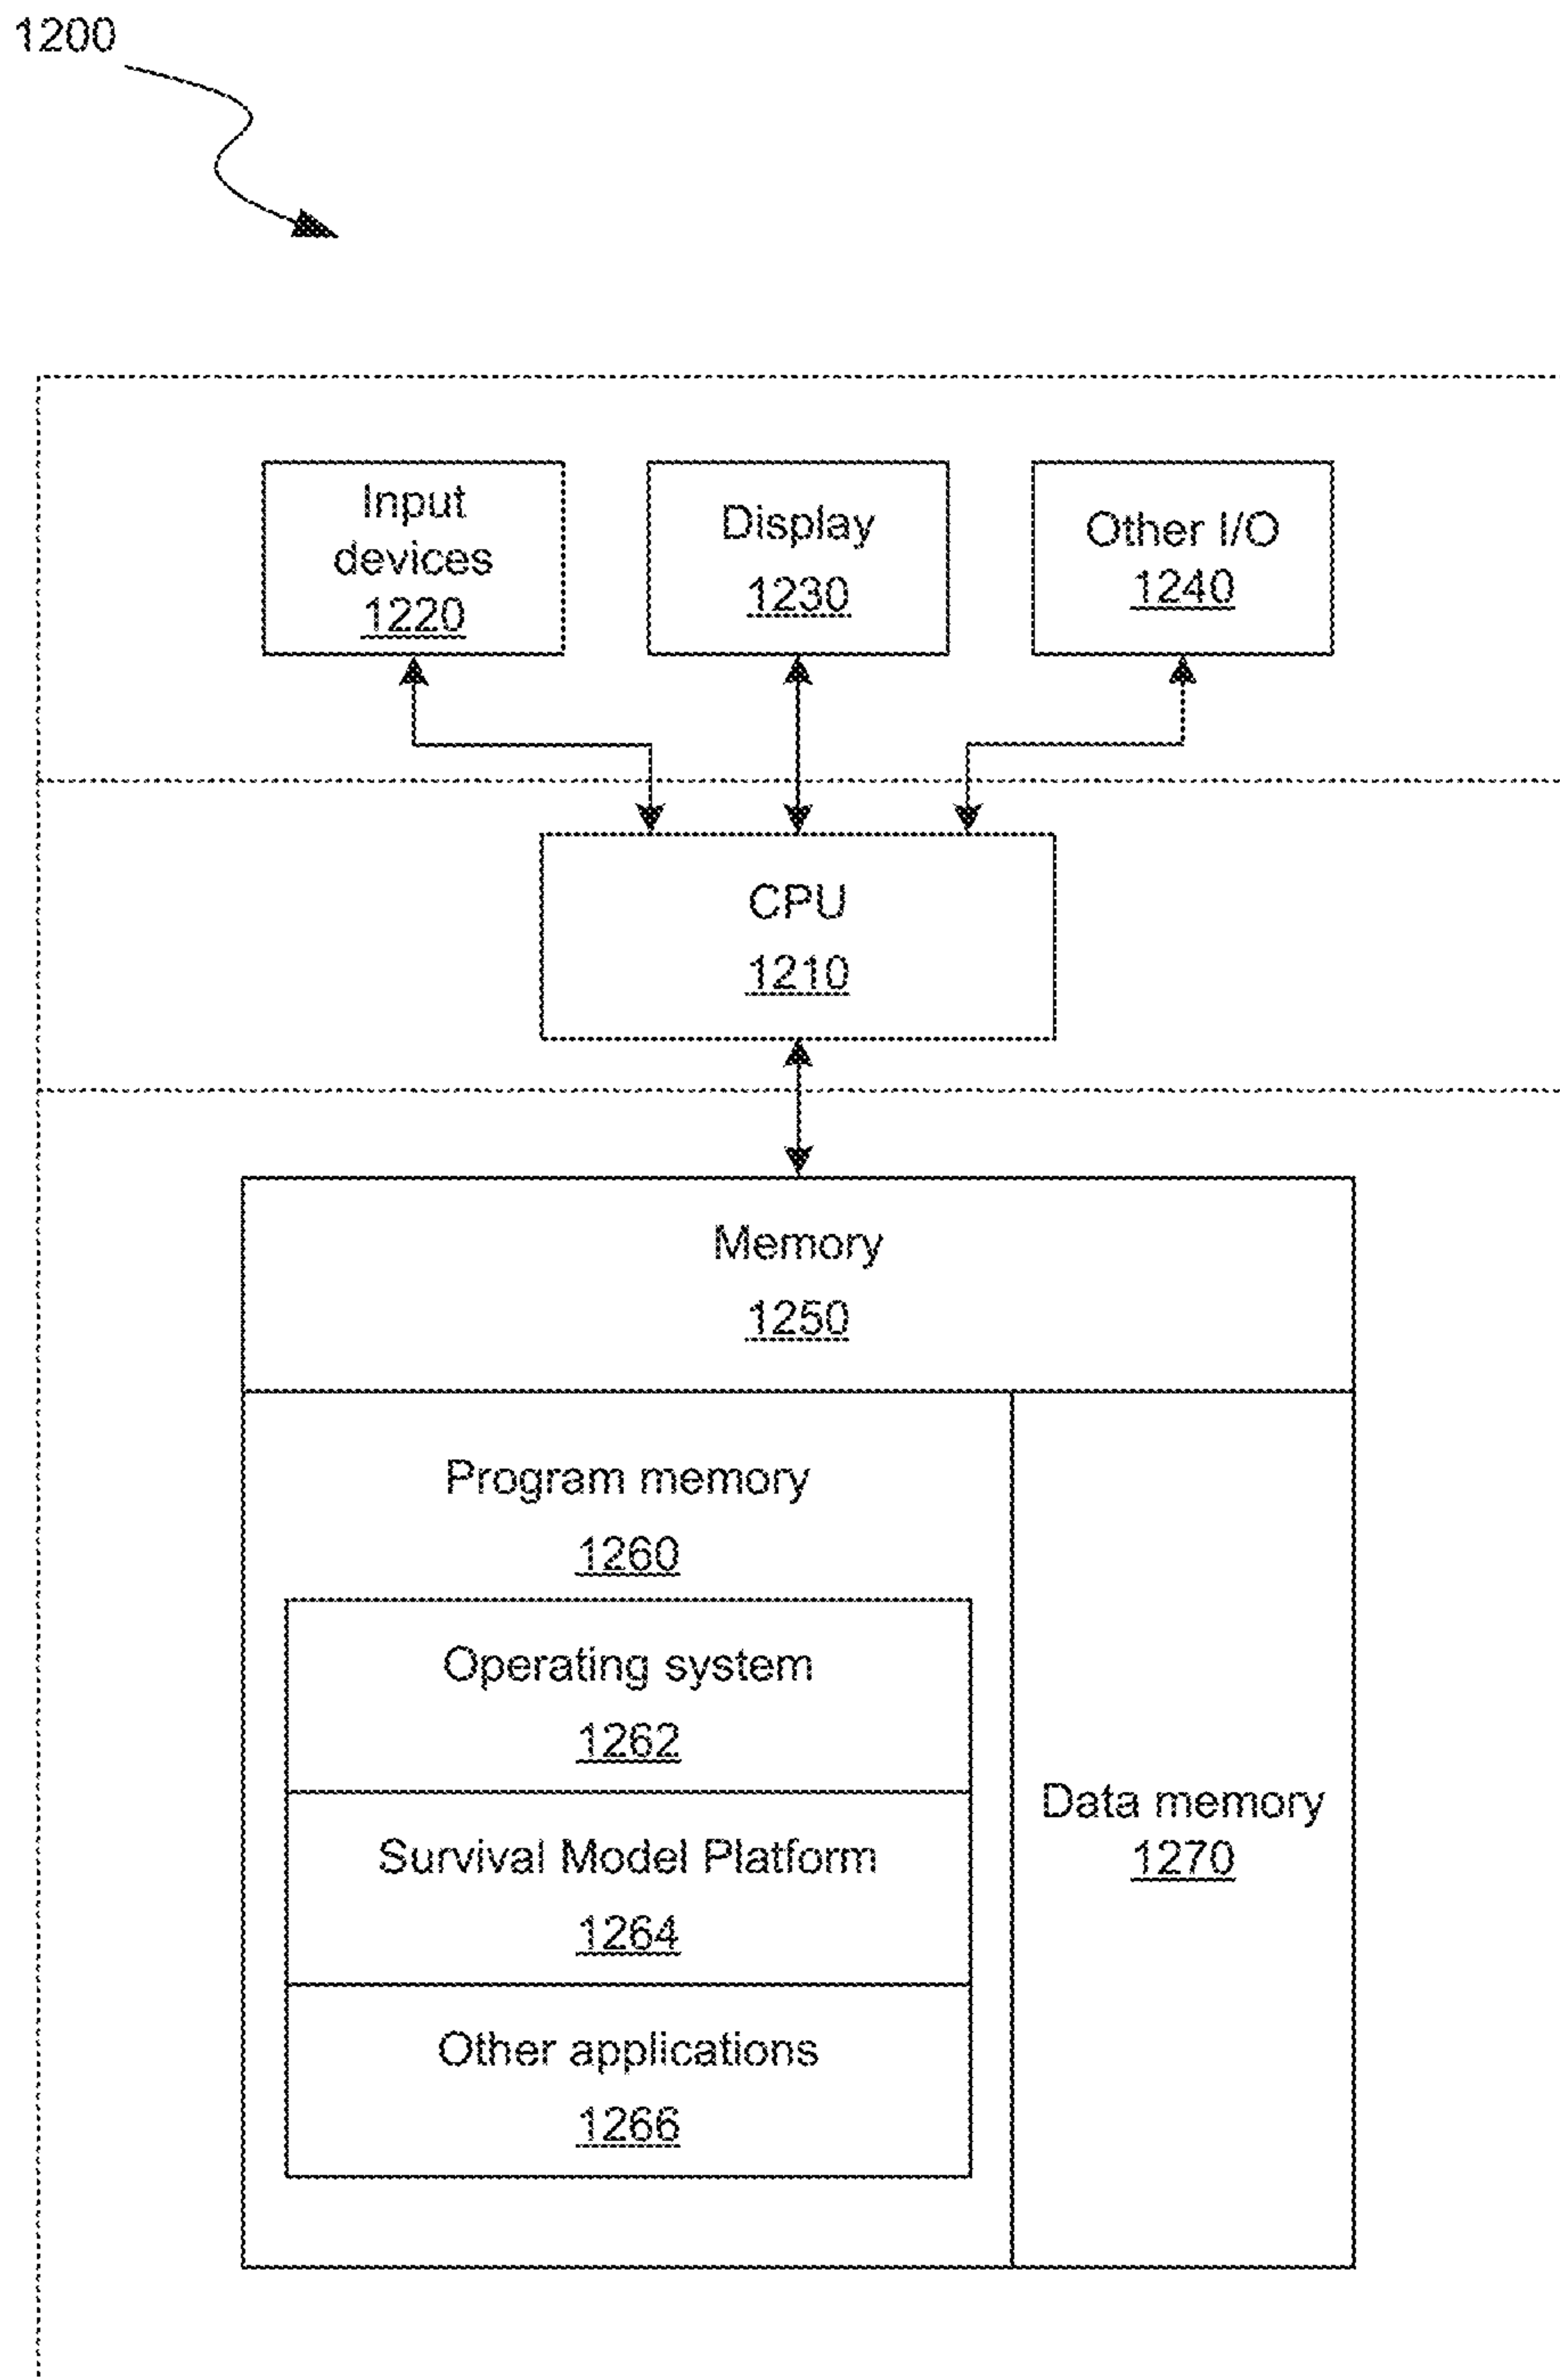 1200
Input
devices
1220
Display
1230
Other I/O
1240
CPU
1210
Memory
1250
Program memory
1260
Operating system
1262
Survival Model Platform
1264
Other applications
1266
Data memory
1270